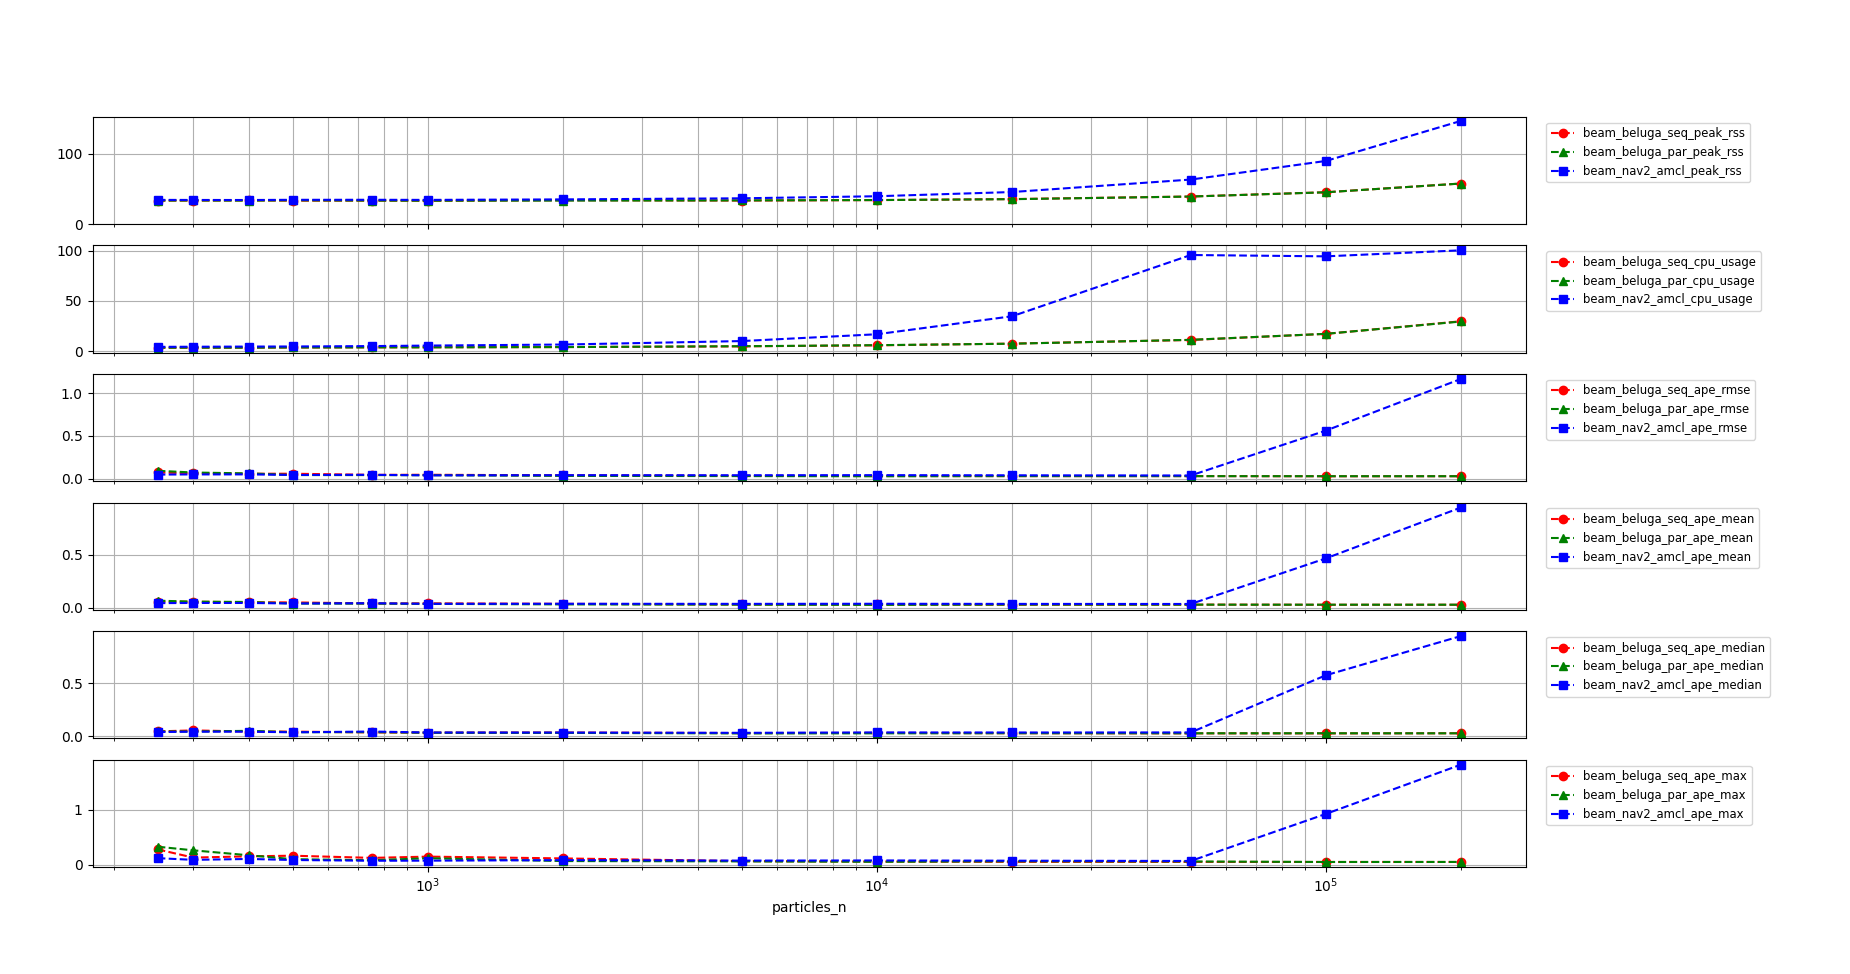 100
0
beam_beluga_seq_peak_rss
beam_beluga_par_peak_rss
beam_nav2_amcl_peak_rss
100
50
0
beam_beluga_seq_cpu_usage
beam_beluga_par_cpu_usage
beam_nav2_amcl_cpu_usage
1.0
0.5
0.0
beam_beluga_seq_ape_rmse
beam_beluga_par_ape_rmse
beam_nav2_amcl_ape_rmse
0.5
0.0
beam_beluga_seq_ape_mean
beam_beluga_par_ape_mean
beam_nav2_amcl_ape_mean
0.5
0.0
beam_beluga_seq_ape_median
beam_beluga_par_ape_median
beam_nav2_amcl_ape_median
1
0
beam_beluga_seq_ape_max
beam_beluga_par_ape_max
beam_nav2_amcl_ape_max
10³ 10⁴ 10⁵
particles_n